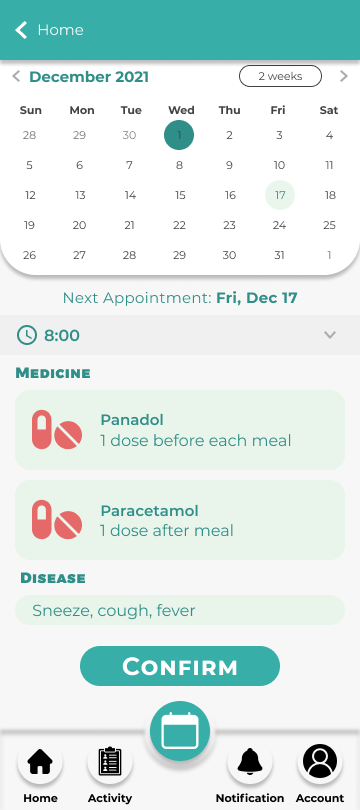 Home
December 2021 2 weeks
Sun Mon Tue Wed Thu Fri Sat
28 29 30 1 2 3 4
5 6 7 8 9 10 11
12 13 14 15 16 17 18
19 20 21 22 23 24 25
26 27 28 29 30 31 1
Next Appointment: Fri, Dec 17
8:00
Medicine
Panadol
1 dose before each meal
Paracetamol
1 dose after meal
Disease
Sneeze, cough, fever
Confirm
Home Activity Notification Account